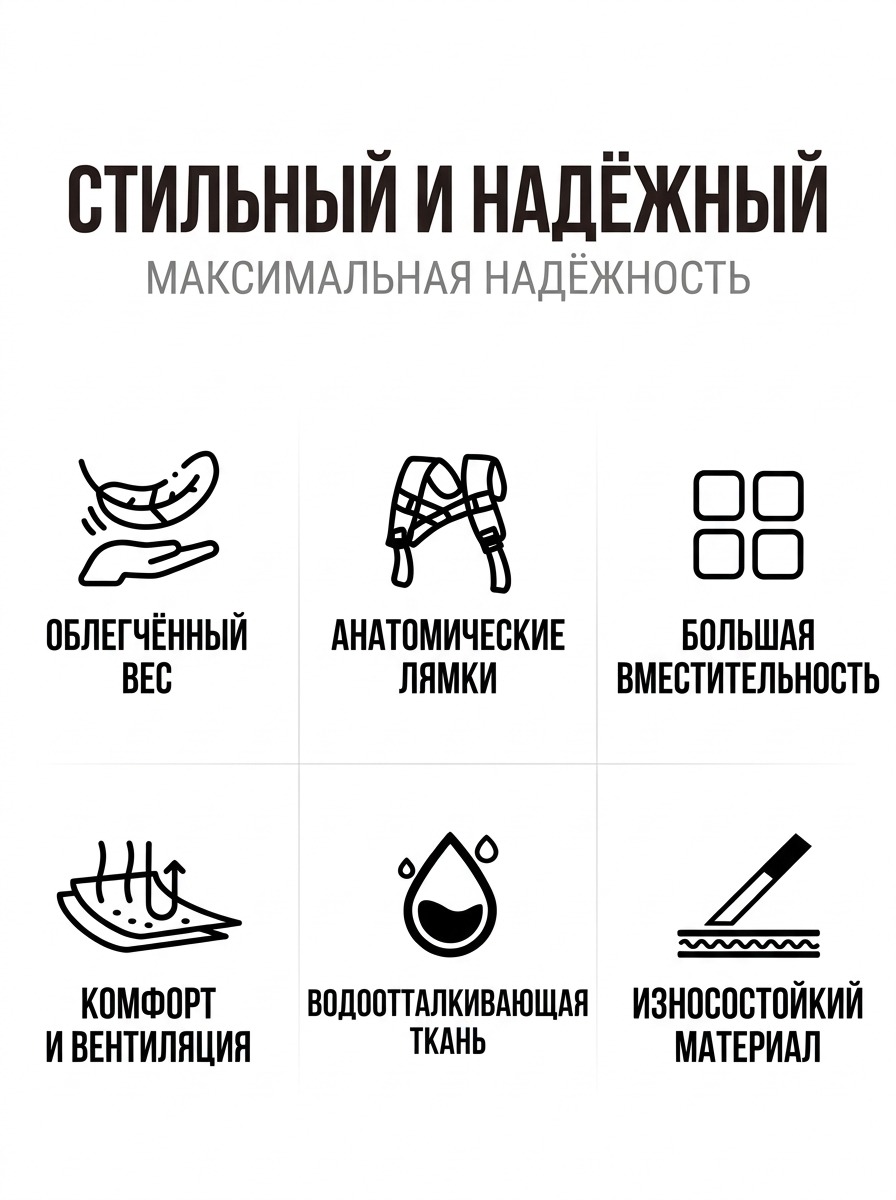 СТИЛЬНЫЙ И НАДЁЖНЫЙ
МАКСИМАЛЬНАЯ НАДЁЖНОСТЬ
ОБЛЕГЧЁННЫЙ
ВЕС
АНАТОМИЧЕСКИЕ
ЛЯМКИ
БОЛЬШАЯ
ВМЕСТИТЕЛЬНОСТЬ
КОМФОРТ
И ВЕНТИЛЯЦИЯ
ВОДООТТАЛКИВАЮЩАЯ
ТКАНЬ
ИЗНОСОСТОЙКИЙ
МАТЕРИАЛ